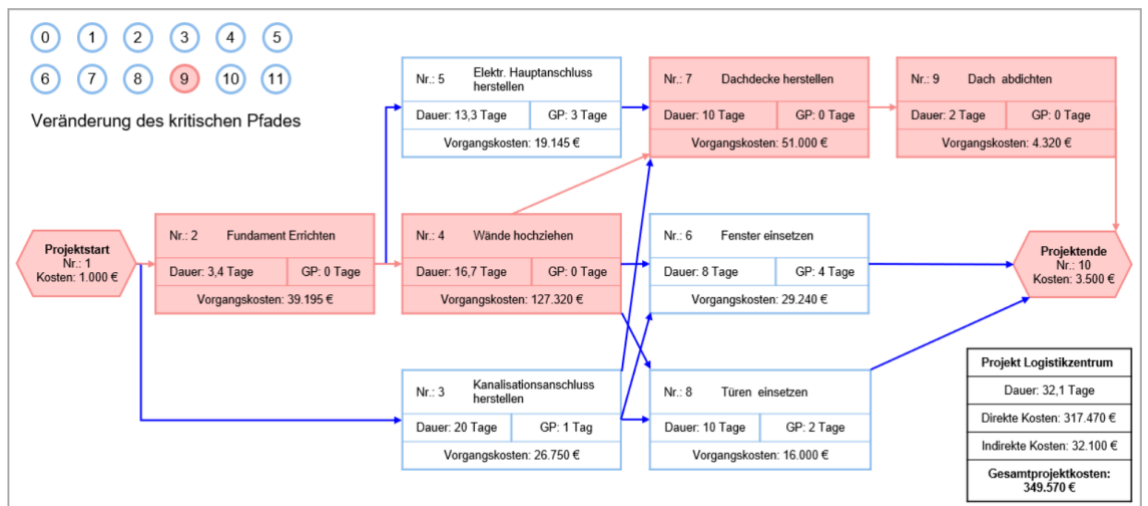 0 1 2 3 4 5
6 7 8 9 10 11
Veränderung des kritischen Pfades
Nr.: 5 Elektr. Hauptanschluss
herstellen
Dauer: 13,3 Tage GP: 3 Tage
Vorgangskosten: 19.145 €
Nr.: 7 Dachdecke herstellen
Dauer: 10 Tage GP: 0 Tage
Vorgangskosten: 51.000 €
Nr.: 9 Dach abdichten
Dauer: 2 Tage GP: 0 Tage
Vorgangskosten: 4.320 €
Projektstart
Nr.: 1
Kosten: 1.000 €
Nr.: 2 Fundament Errichten
Dauer: 3,4 Tage GP: 0 Tage
Vorgangskosten: 39.195 €
Nr.: 4 Wände hochziehen
Dauer: 16,7 Tage GP: 0 Tage
Vorgangskosten: 127.320 €
Nr.: 6 Fenster einsetzen
Dauer: 8 Tage GP: 4 Tage
Vorgangskosten: 29.240 €
Projektende
Nr.: 10
Kosten: 3.500 €
Nr.: 3 Kanalisationsanschluss
herstellen
Dauer: 20 Tage GP: 1 Tag
Vorgangskosten: 26.750 €
Nr.: 8 Türen einsetzen
Dauer: 10 Tage GP: 2 Tage
Vorgangskosten: 16.000 €
Projekt Logistikzentrum
Dauer: 32,1 Tage
Direkte Kosten: 317.470 €
Indirekte Kosten: 32.100 €
Gesamtprojektkosten:
349.570 €